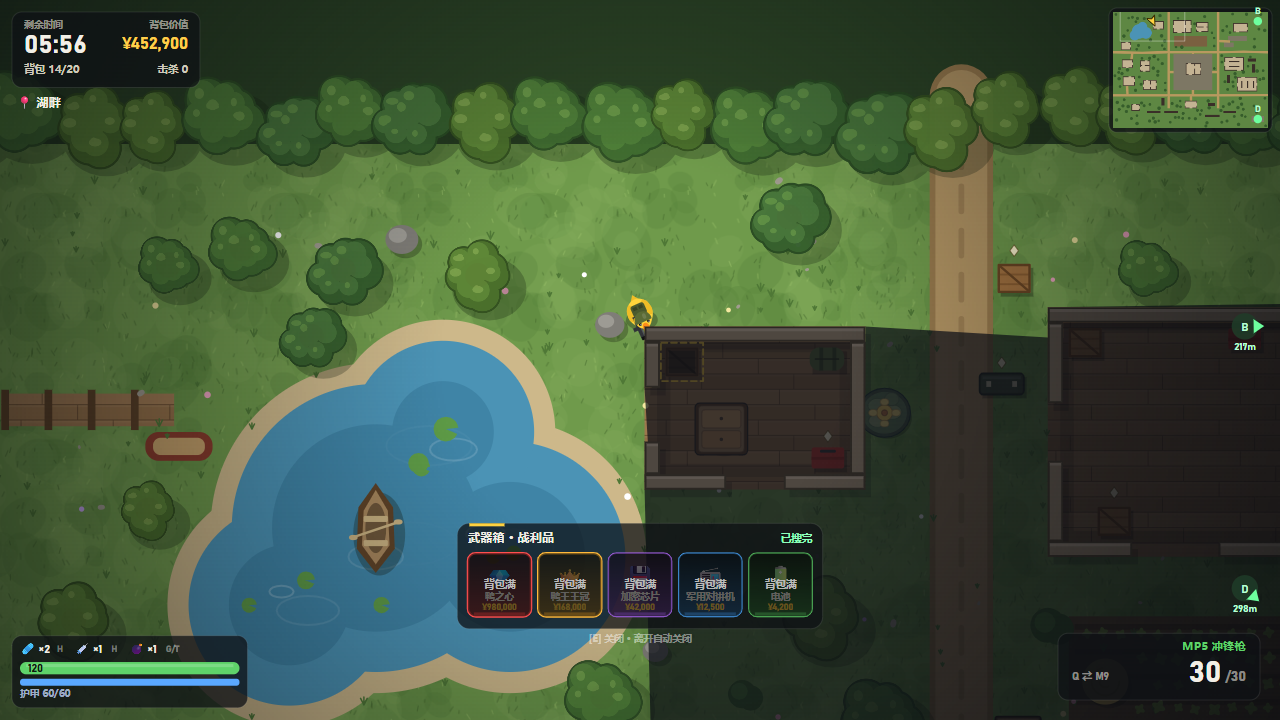 剩余时间 背包价值
05:56 ¥452,900
背包 14/20 击杀 0
湖畔
B
D
B
217m
D
298m
武器箱·战利品 已搜完
背包满 背包满 背包满 背包满 背包满
鸭之心 鸭王王冠 加密芯片 军用对讲机 电池
¥980,000 ¥168,000 ¥42,000 ¥12,500 ¥4,200
[E] 关闭·离开自动关闭
×2 H ×1 H ×1 G/T
120
护甲 60/60
MP5 冲锋枪
Q ⇄ M9 30/30